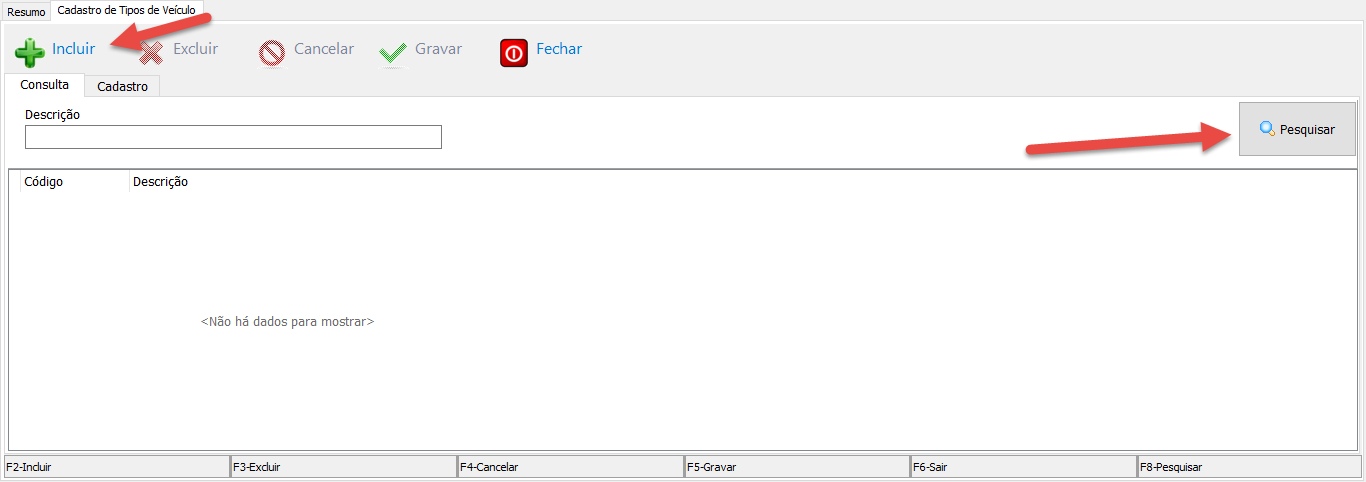 Resumo Cadastro de Tipos de Veículo
Incluir Excluir Cancelar Gravar Fechar
Consulta Cadastro
Descrição
Pesquisar
Código Descrição
<Não há dados para mostrar>
F2-Incluir F3-Excluir F4-Cancelar F5-Gravar F6-Sair F8-Pesquisar